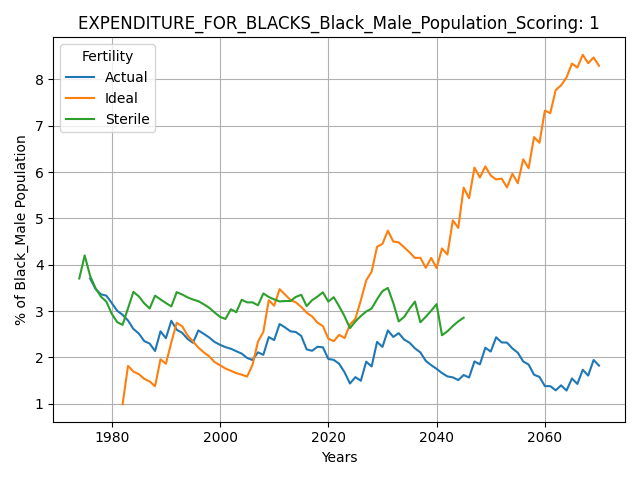 EXPENDITURE_FOR_BLACKS_Black_Male_Population_Scoring: 1
Fertility
Actual
Ideal
Sterile
% of Black_Male Population
8
7
6
5
4
3
2
1
1980
2000
2020
2040
2060
Years